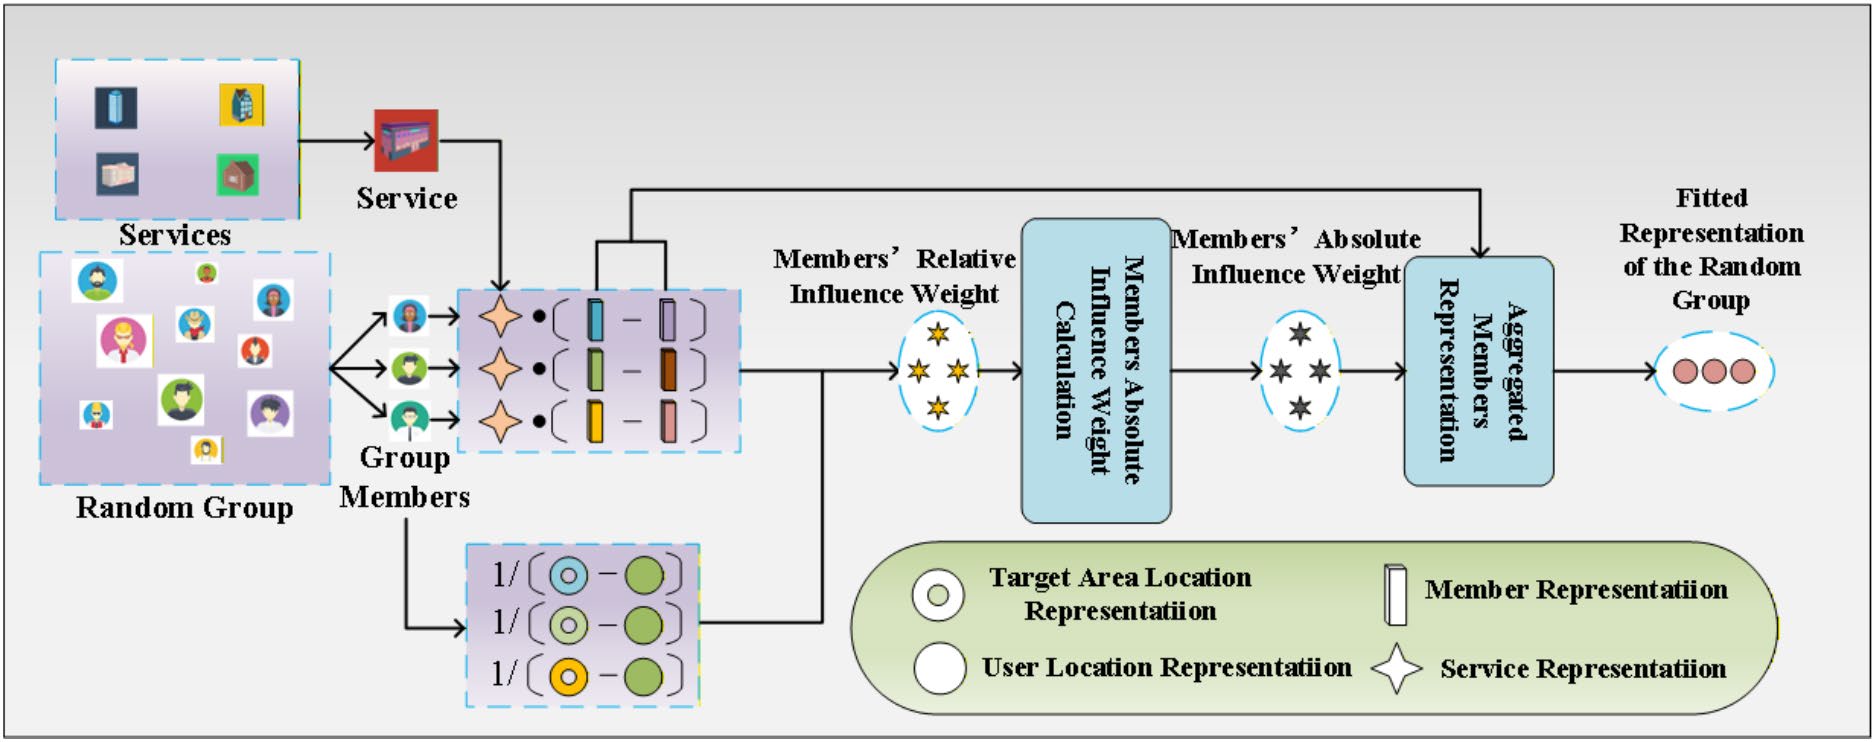 Services
Service
Random Group
Group
Members
1/( − )
1/( − )
1/( − )
Members’ Relative
Influence Weight
Members Absolute
Influence Weight
Calculation
Members’ Absolute
Influence Weight
Aggregated
Members
Representation
Fitted
Representation
of the Random
Group
Target Area Location
Representatiion
User Location Representatiion
Member Representatiion
Service Representatiion